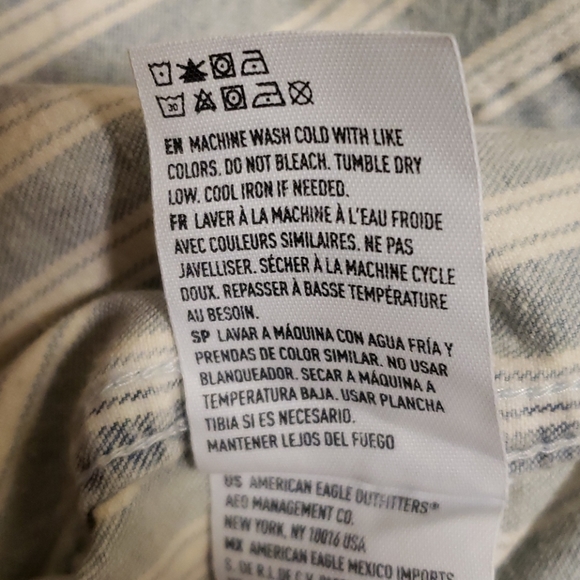 30
EN MACHINE WASH COLD WITH LIKE
COLORS. DO NOT BLEACH. TUMBLE DRY
LOW. COOL IRON IF NEEDED.
FR LAVER À LA MACHINE À L'EAU FROIDE
AVEC COULEURS SIMILAIRES. NE PAS
JAVELLISER. SÉCHER À LA MACHINE CYCLE
DOUX. REPASSER À BASSE TEMPÉRATURE
AU BESOIN.
SP LAVAR A MÁQUINA CON AGUA FRÍA Y
PRENDAS DE COLOR SIMILAR. NO USAR
BLANQUEADOR. SECAR A MÁQUINA A
TEMPERATURA BAJA. USAR PLANCHA
TIBIA SI ES NECESARIO.
MANTENER LEJOS DEL FUEGO
US AMERICAN EAGLE OUTFITTERS®
AEO MANAGEMENT CO.
NEW YORK, NY 10016 USA
MX AMERICAN EAGLE MEXICO IMPORTS
S. DE R.L. DE C.V.